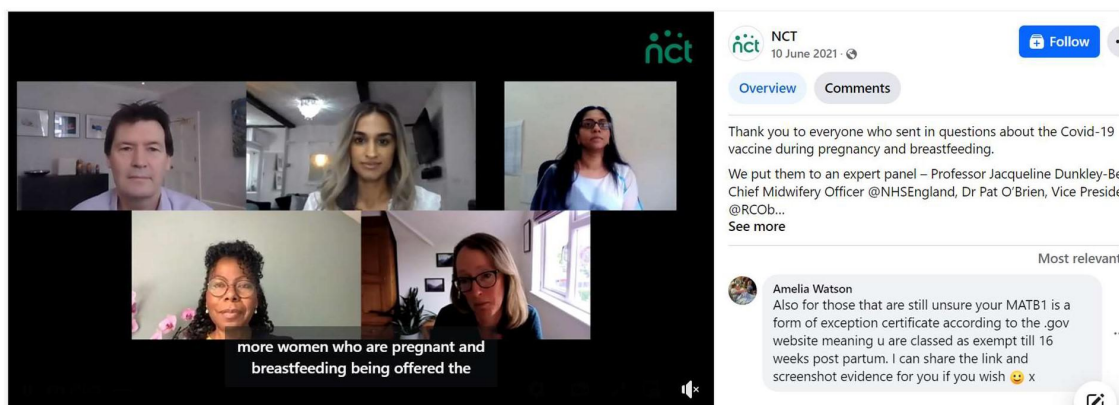 nct
more women who are pregnant and
breastfeeding being offered the
nct
NCT
10 June 2021
Follow
Overview
Comments
Thank you to everyone who sent in questions about the Covid-19
vaccine during pregnancy and breastfeeding.
We put them to an expert panel – Professor Jacqueline Dunkley-Be
Chief Midwifery Officer @NHSEngland, Dr Pat O'Brien, Vice Preside
@RCOb...
See more
Most relevant
Amelia Watson
Also for those that are still unsure your MATB1 is a
form of exception certificate according to the .gov
website meaning u are classed as exempt till 16
weeks post partum. I can share the link and
screenshot evidence for you if you wish 😀 x